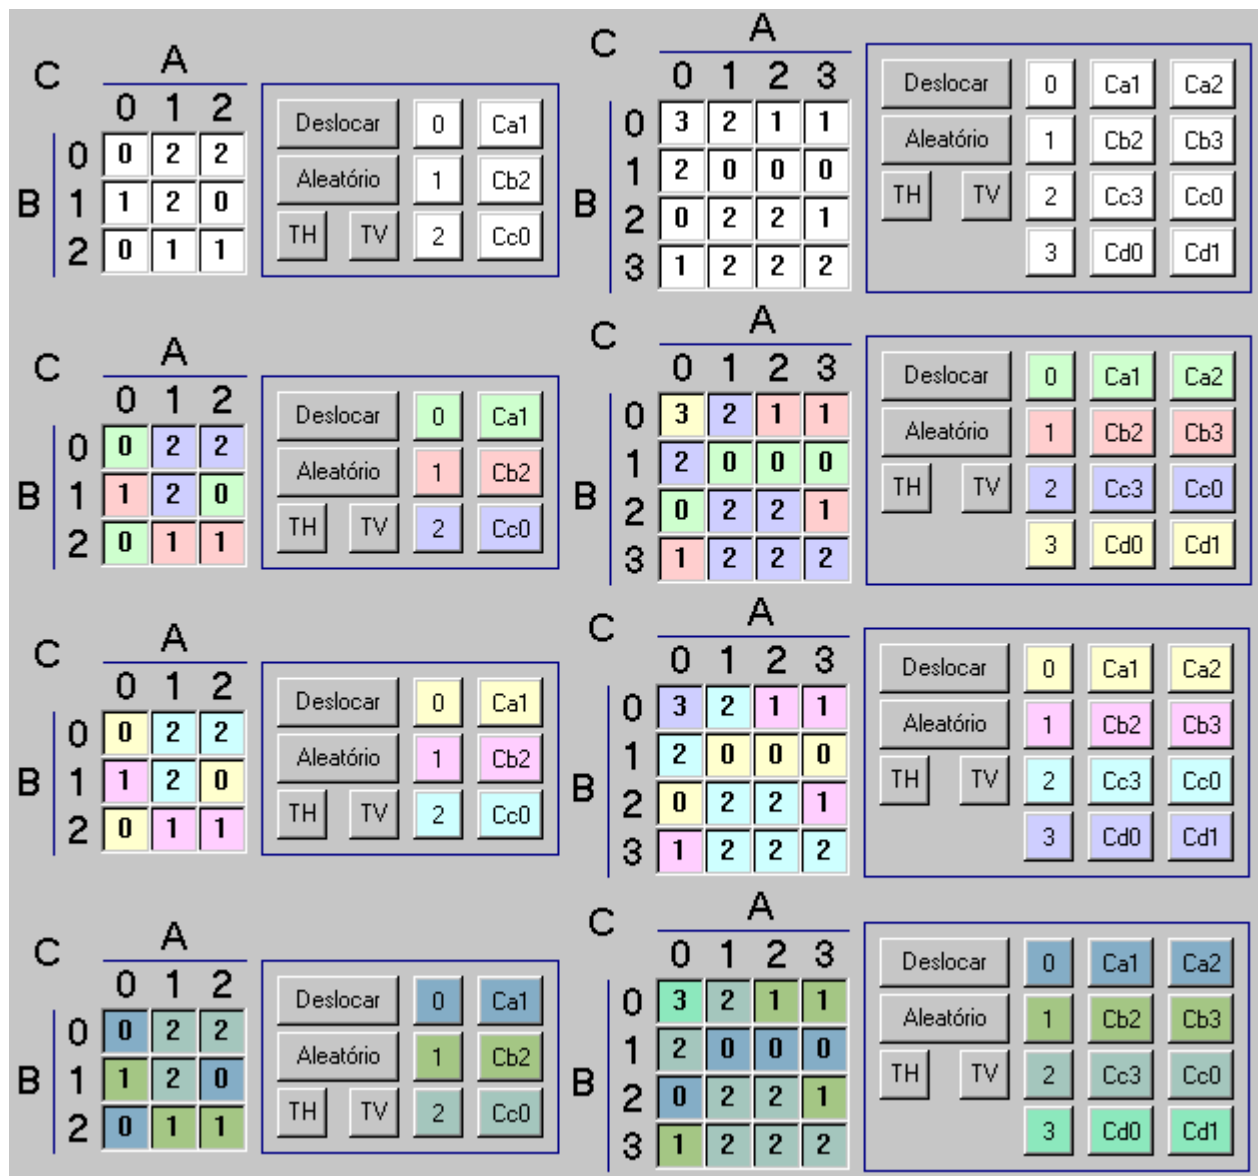 A A
C C
0 1 2 0 1 2 3
Deslocar 0 Ca1 Deslocar 0 Ca1 Ca2
0 0 2 2 0 3 2 1 1
Aleatório 1 Cb2 Aleatório 1 Cb2 Cb3
B 1 1 2 0 1 2 0 0 0
TH TV 2 Cc0 B TH TV 2 Cc3 Cc0
2 0 1 1 2 0 2 2 1
3 Cd0 Cd1
3 1 2 2 2
A A
C C
0 1 2 0 1 2 3
Deslocar 0 Ca1 Deslocar 0 Ca1 Ca2
0 0 2 2 0 3 2 1 1
Aleatório 1 Cb2 Aleatório 1 Cb2 Cb3
B 1 1 2 0 1 2 0 0 0
TH TV 2 Cc0 B TH TV 2 Cc3 Cc0
2 0 1 1 2 0 2 2 1
3 Cd0 Cd1
3 1 2 2 2
A A
C C
0 1 2 0 1 2 3
Deslocar 0 Ca1 Deslocar 0 Ca1 Ca2
0 0 2 2 0 3 2 1 1
Aleatório 1 Cb2 Aleatório 1 Cb2 Cb3
B 1 1 2 0 1 2 0 0 0
TH TV 2 Cc0 B TH TV 2 Cc3 Cc0
2 0 1 1 2 0 2 2 1
3 Cd0 Cd1
3 1 2 2 2
A A
C C
0 1 2 0 1 2 3
Deslocar 0 Ca1 Deslocar 0 Ca1 Ca2
0 0 2 2 0 3 2 1 1
Aleatório 1 Cb2 Aleatório 1 Cb2 Cb3
B 1 1 2 0 1 2 0 0 0
TH TV 2 Cc0 B TH TV 2 Cc3 Cc0
2 0 1 1 2 0 2 2 1
3 Cd0 Cd1
3 1 2 2 2